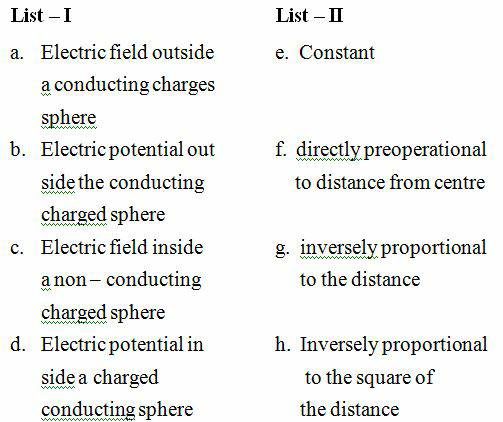 List – I List – II
a. Electric field outside e. Constant
a conducting charges
sphere
b. Electric potential out f. directly preoperational
side the conducting to distance from centre
charged sphere
c. Electric field inside g. inversely proportional
a non – conducting to the distance
charged sphere
d. Electric potential in h. Inversely proportional
side a charged to the square of
conducting sphere the distance